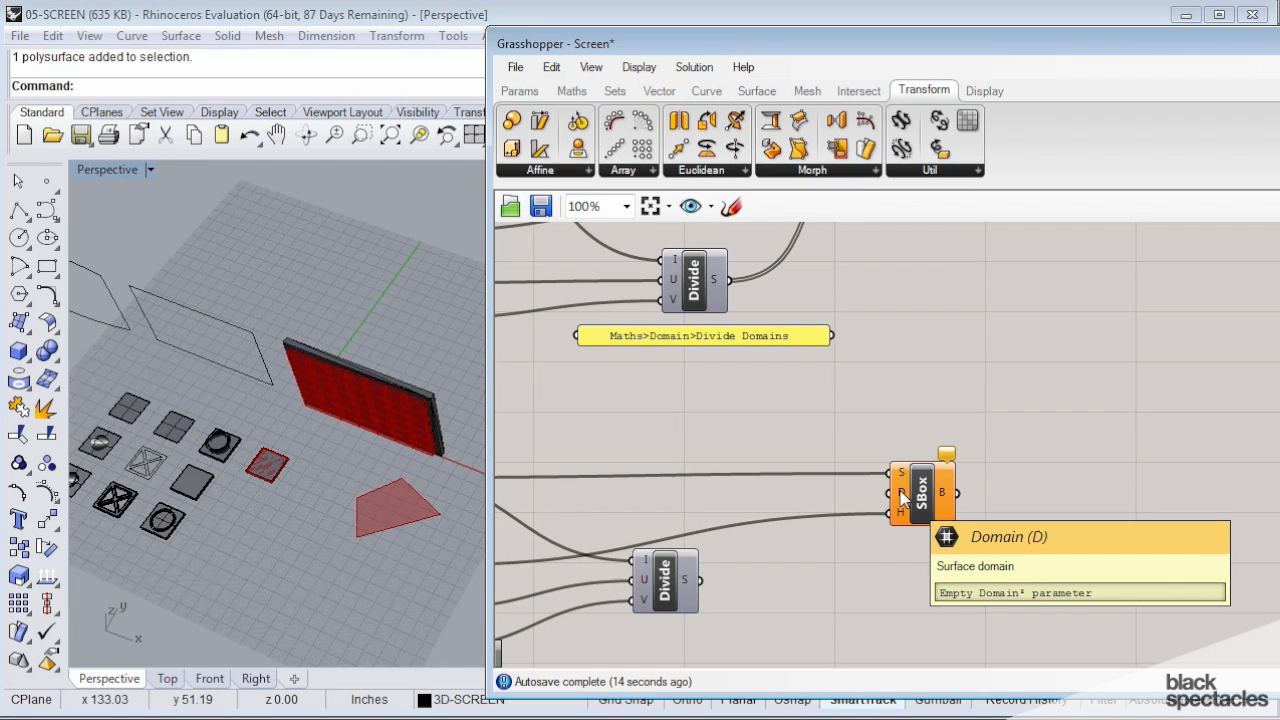 05-SCREEN (635 KB) - Rhinoceros Evaluation (64-bit, 87 Days Remaining) - [Perspective]
File Edit View Curve Surface Solid Mesh Dimension Transform Tools
1 polysurface added to selection.
Command:
Standard CPlanes Set View Display Select Viewport Layout Visibility Transf
Perspective
z y
x
Perspective Top Front Right
CPlane x 133.03 y 51.19 z 0.00 Inches 3D-SCREEN Grid Snap Ortho Planar Osnap SmartTrack Gumball Record History Filter
Grasshopper - Screen*
File Edit View Display Solution Help
Params Maths Sets Vector Curve Surface Mesh Intersect Transform Display
Affine Array Euclidean Morph Util
100%
I
U
V
Divide
S
Maths>Domain>Divide Domains
S
H
SBox
B
Domain (D)
Surface domain
Empty Domain² parameter
I
U
V
Divide
S
Autosave complete (14 seconds ago)
black
spectacles